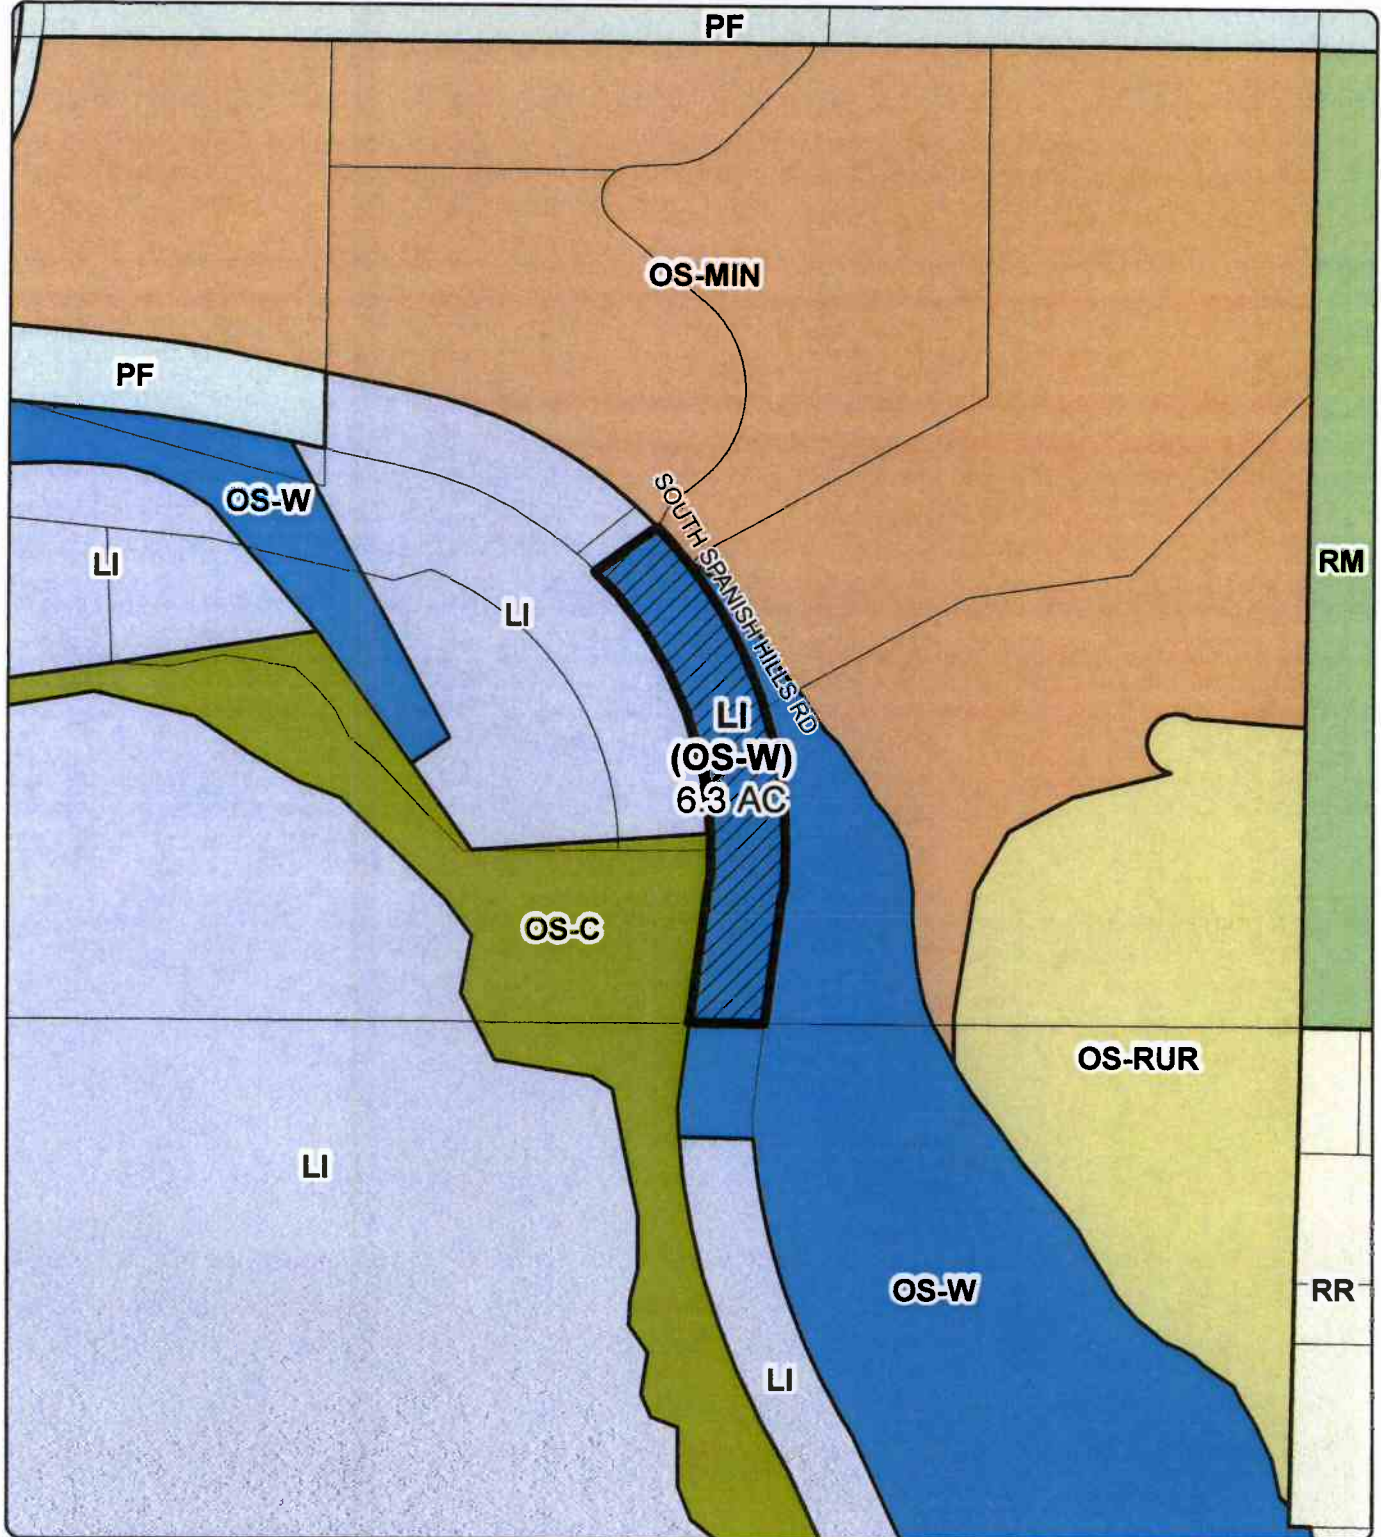 PF
OS-MIN
PF
OS-W
SOUTH SPANISH HILLS RD
LI
RM
LI
LI
(OS-W)
6.3 AC
OS-C
OS-RUR
LI
OS-W
RR
LI